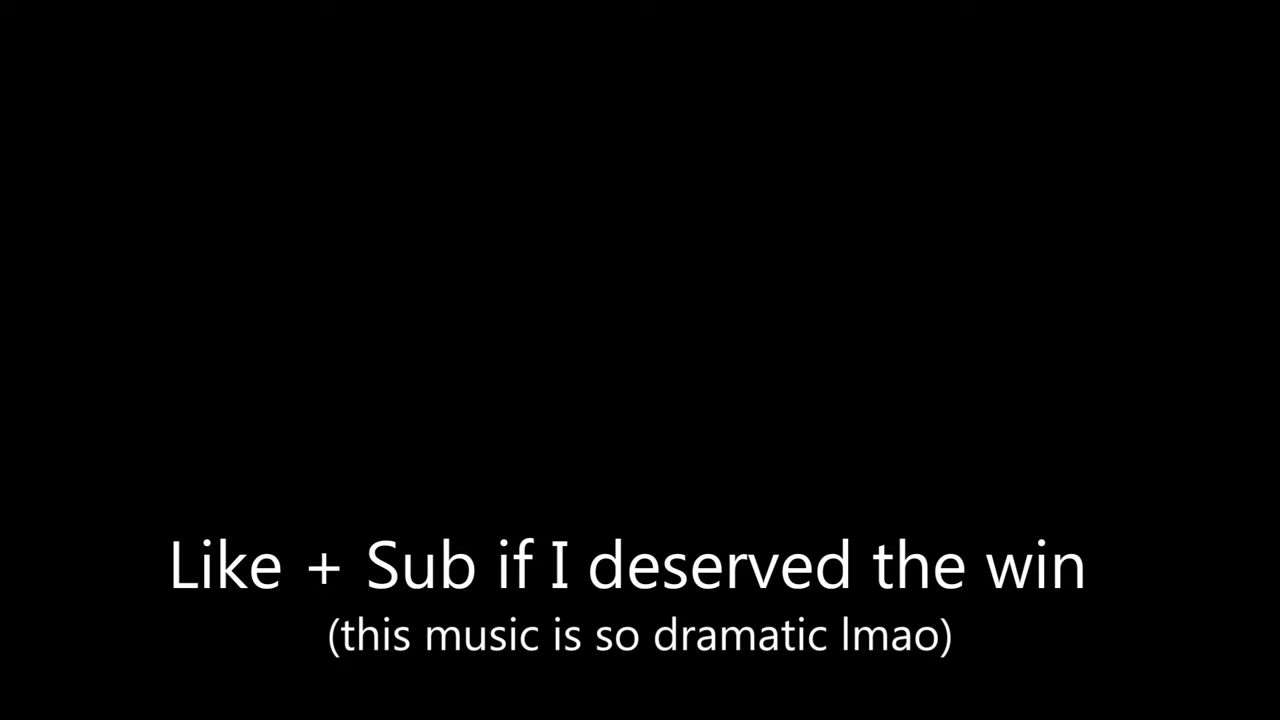 Like + Sub if I deserved the win
(this music is so dramatic lmao)